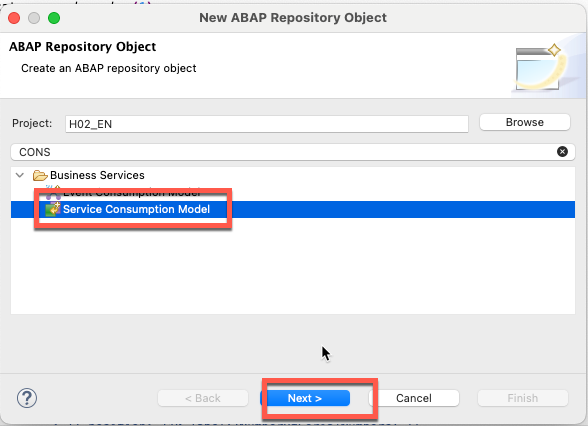 New ABAP Repository Object
ABAP Repository Object
Create an ABAP repository object
Project: H02_EN Browse
CONS
Business Services
Event Consumption Model
Service Consumption Model
? < Back Next > Cancel Finish